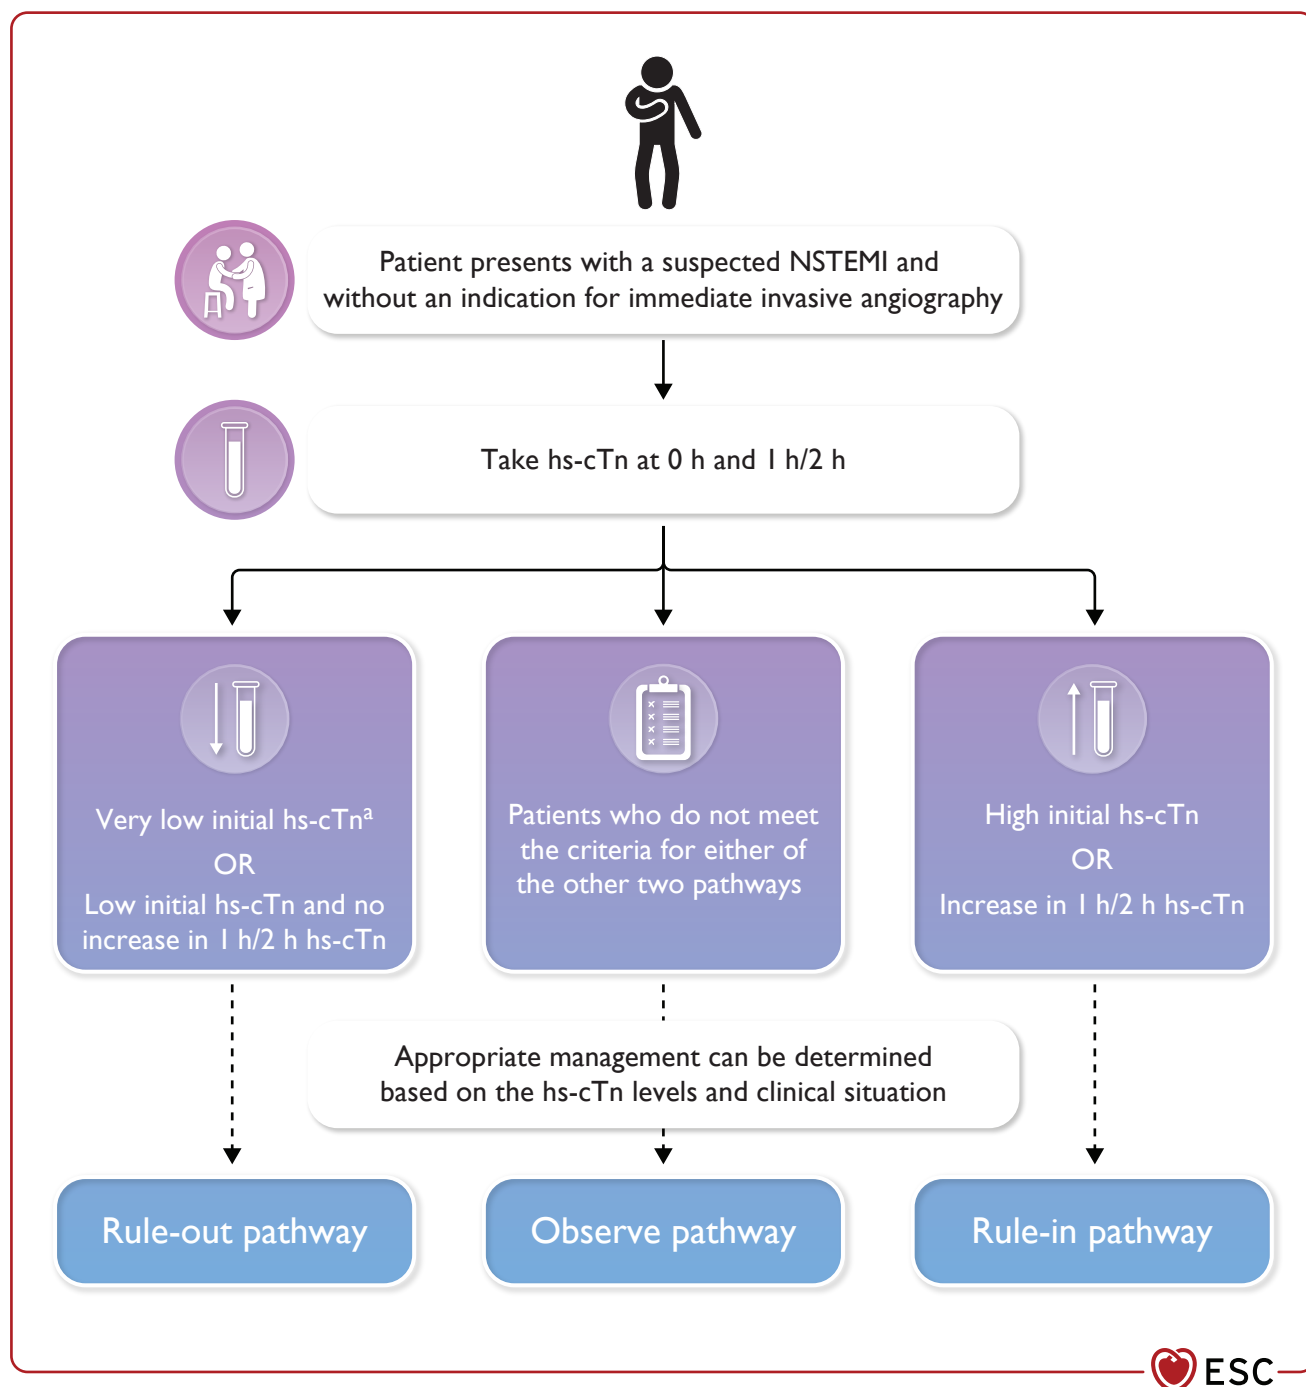 Patient presents with a suspected NSTEMI and
without an indication for immediate invasive angiography
Take hs-cTn at 0 h and 1 h/2 h
Very low initial hs-cTnᵃ
OR
Low initial hs-cTn and no
increase in 1 h/2 h hs-cTn
Patients who do not meet
the criteria for either of
the other two pathways
High initial hs-cTn
OR
Increase in 1 h/2 h hs-cTn
Appropriate management can be determined
based on the hs-cTn levels and clinical situation
Rule-out pathway
Observe pathway
Rule-in pathway
ESC